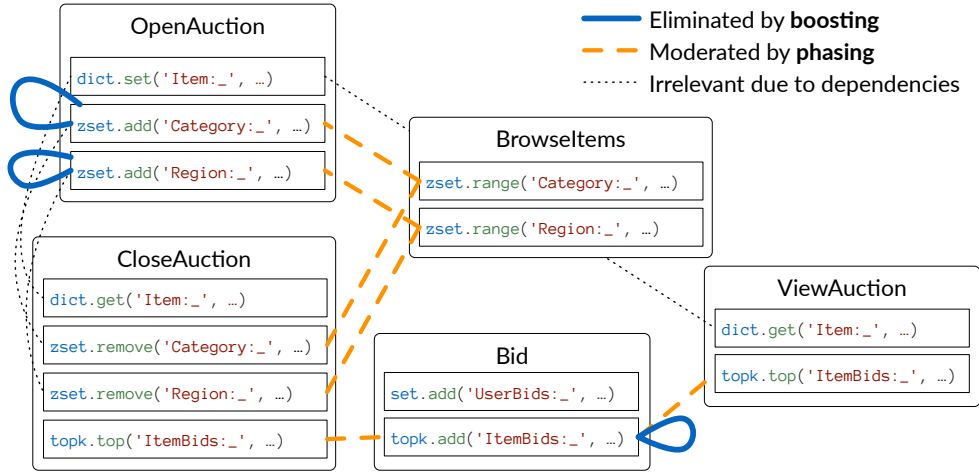 OpenAuction
dict.set('Item:_', …)
zset.add('Category:_', …)
zset.add('Region:_', …)
Eliminated by boosting
Moderated by phasing
Irrelevant due to dependencies
BrowseItems
zset.range('Category:_', …)
zset.range('Region:_', …)
CloseAuction
dict.get('Item:_', …)
zset.remove('Category:_', …)
zset.remove('Region:_', …)
topk.top('ItemBids:_', …)
Bid
set.add('UserBids:_', …)
topk.add('ItemBids:_', …)
ViewAuction
dict.get('Item:_', …)
topk.top('ItemBids:_', …)